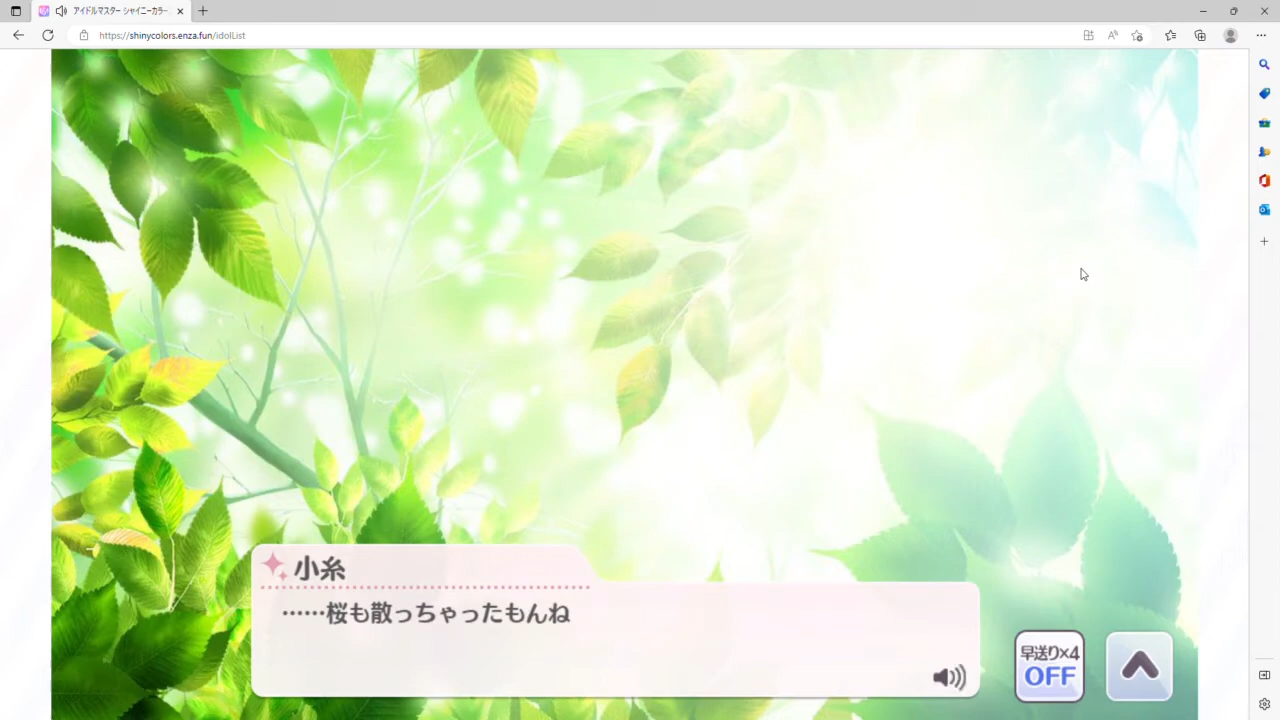 アイドルマスター シャイニーカラー
https://shinycolors.enza.fun/idolList
小糸
……桜も散っちゃったもんね
早送り×4
OFF